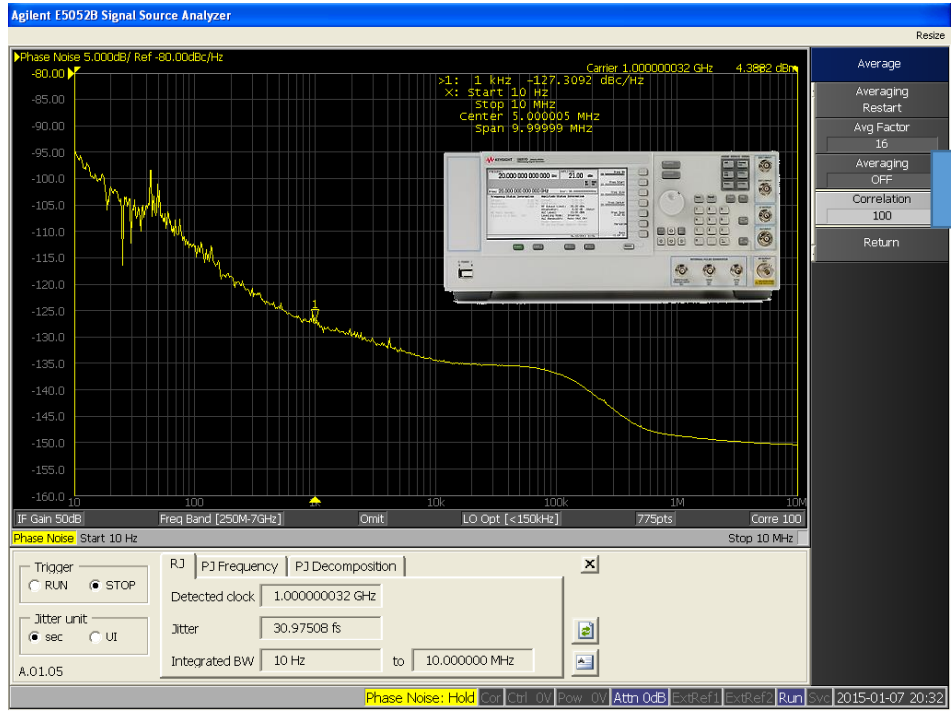 Agilent E5052B Signal Source Analyzer
Resize
▶Phase Noise 5.000dB/ Ref -80.00dBc/Hz
Carrier 1.000000032 GHz 4.3882 dBm
>1: 1 kHz -127.3092 dBc/Hz
X: Start 10 Hz
Stop 10 MHz
Center 5.000005 MHz
Span 9.99999 MHz
-80.00
-85.00
-90.00
-95.00
-100.0
-105.0
-110.0
-115.0
-120.0
-125.0
-130.0
-135.0
-140.0
-145.0
-150.0
-155.0
-160.0
1
KEYSIGHT
20.000 000 000 000
21.00
10 100 1k 10k 100k 1M 10M
IF Gain 50dB Freq Band [250M-7GHz] Omit LO Opt [<150kHz] 775pts Corre 100
Phase Noise Start 10 Hz Stop 10 MHz
Average
Averaging
Restart
Avg Factor
16
Averaging
OFF
Correlation
100
Return
Trigger
RUN STOP
Jitter unit
sec UI
A.01.05
RJ PJ Frequency PJ Decomposition
Detected clock 1.000000032 GHz
Jitter 30.97508 fs
Integrated BW 10 Hz to 10.000000 MHz
Phase Noise: Hold Cor Ctrl 0V Pow 0V Attn 0dB ExtRef1 ExtRef2 Run Svc 2015-01-07 20:32